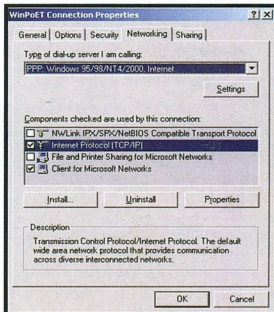 WinPoET Connection Properties
General Options Security Networking Sharing
Type of dial-up server I am calling:
PPP: Windows 95/98/NT4/2000, Internet
Settings
Components checked are used by this connection:
NWLink IPX/SPX/NetBIOS Compatible Transport Protocol
Internet Protocol (TCP/IP)
File and Printer Sharing for Microsoft Networks
Client for Microsoft Networks
Install... Uninstall Properties
Description
Transmission Control Protocol/Internet Protocol. The default
wide area network protocol that provides communication
across diverse interconnected networks.
OK Cancel